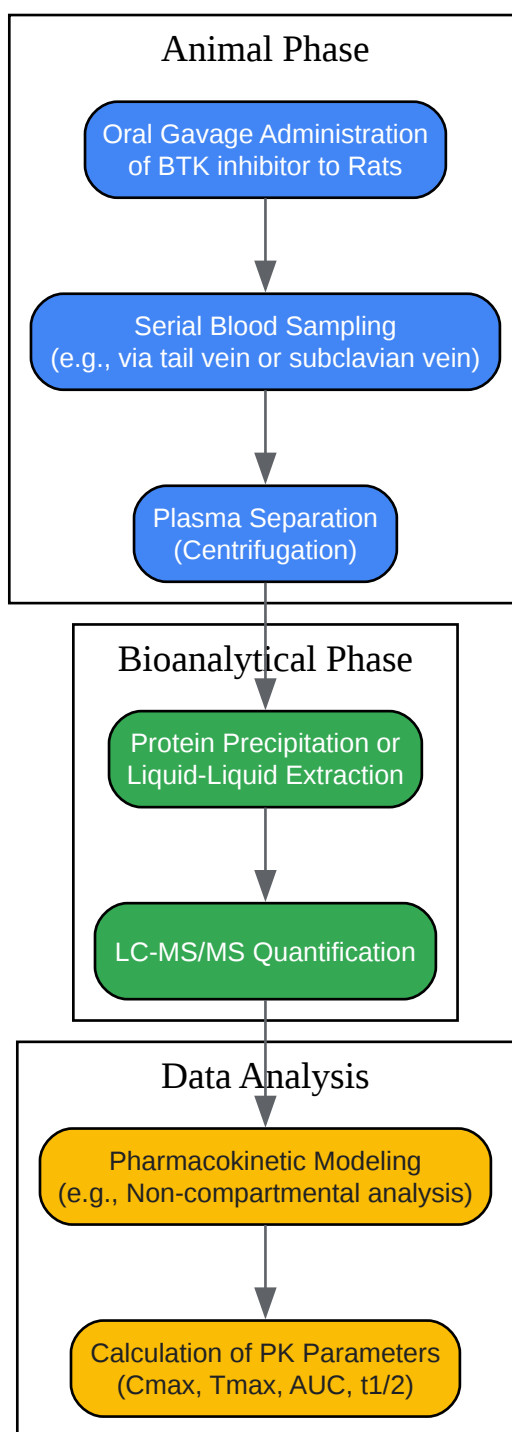 Animal Phase
Oral Gavage Administration
of BTK inhibitor to Rats
Serial Blood Sampling
(e.g., via tail vein or subclavian vein)
Plasma Separation
(Centrifugation)
Bioanalytical Phase
Protein Precipitation or
Liquid-Liquid Extraction
LC-MS/MS Quantification
Data Analysis
Pharmacokinetic Modeling
(e.g., Non-compartmental analysis)
Calculation of PK Parameters
(Cmax, Tmax, AUC, t1/2)